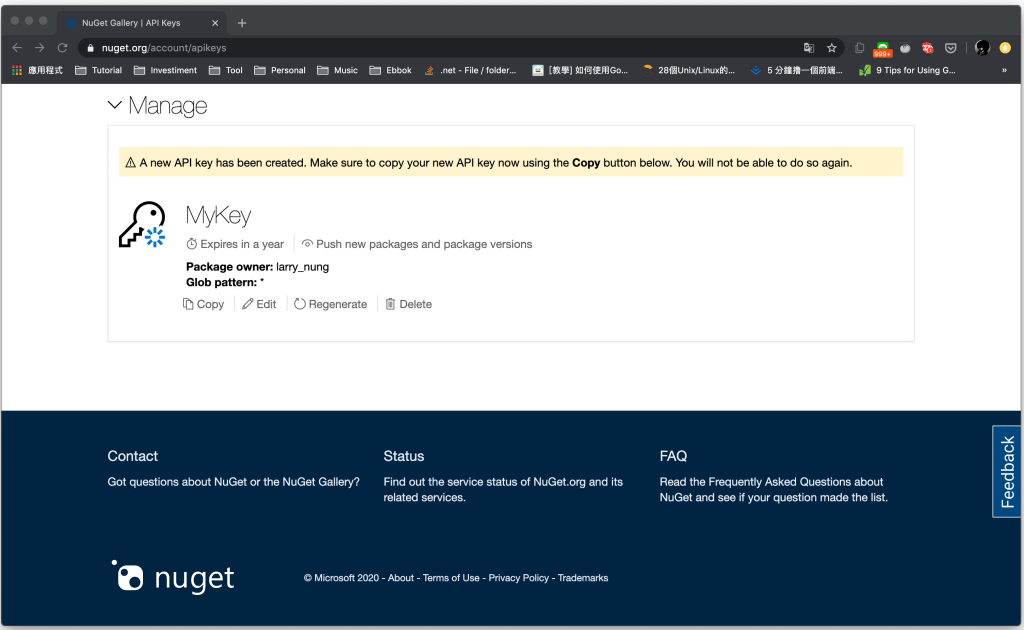 NuGet Gallery | API Keys
nuget.org/account/apikeys
999+
應用程式 Tutorial Investiment Tool Personal Music Ebbok .net - File / folder... [教學] 如何使用Go... 28個Unix/Linux的... 5 分鐘擼一個前端... 9 Tips for Using G... »
Manage
A new API key has been created. Make sure to copy your new API key now using the Copy button below. You will not be able to do so again.
MyKey
Expires in a year Push new packages and package versions
Package owner: larry_nung
Glob pattern: *
Copy Edit Regenerate Delete
Contact
Got questions about NuGet or the NuGet Gallery?
Status
Find out the service status of NuGet.org and its
related services.
FAQ
Read the Frequently Asked Questions about
NuGet and see if your question made the list.
Feedback
nuget
© Microsoft 2020 - About - Terms of Use - Privacy Policy - Trademarks